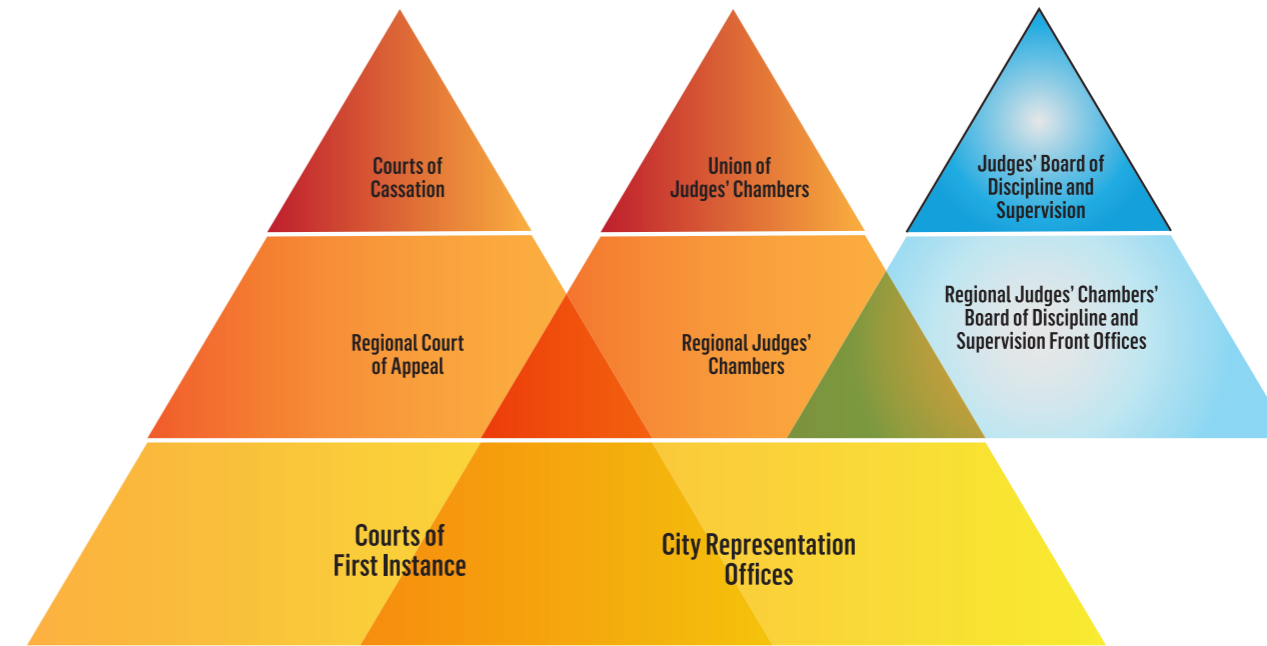 Courts of
Cassation
Union of
Judges’ Chambers
Judges’ Board of
Discipline and
Supervision
Regional Court
of Appeal
Regional Judges’
Chambers
Regional Judges’ Chambers’
Board of Discipline and
Supervision Front Offices
Courts of
First Instance
City Representation
Offices